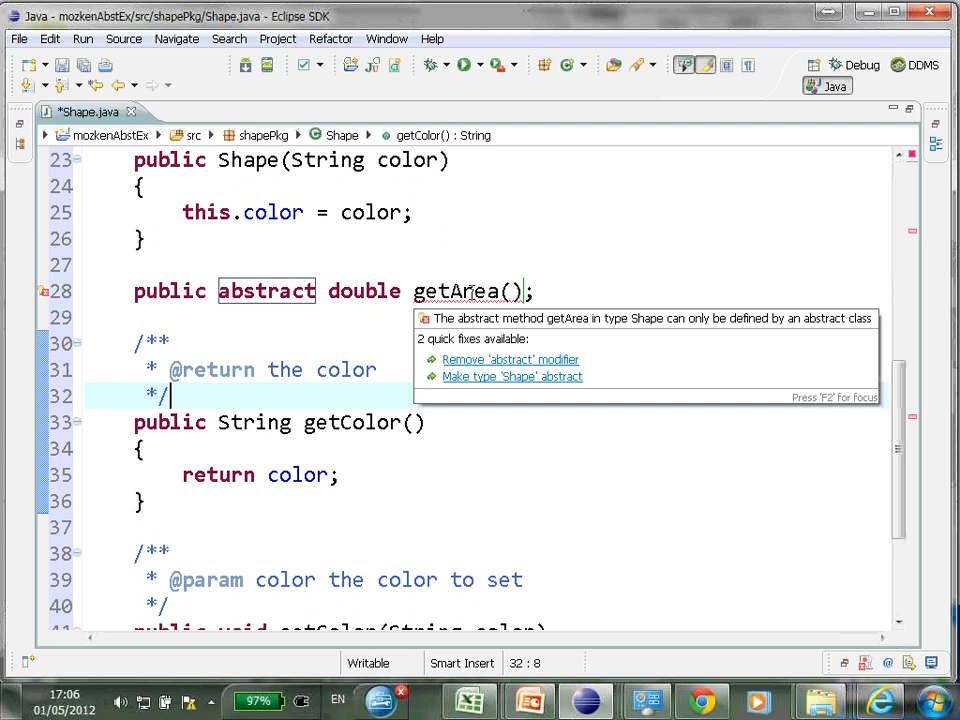 Java - mozkenAbstEx/src/shapePkg/Shape.java - Eclipse SDK
File Edit Run Source Navigate Search Project Refactor Window Help
Debug DDMS
Java
*Shape.java
mozkenAbstEx src shapePkg Shape getColor() : String
23 public Shape(String color)
24 {
25 this.color = color;
26 }
27
28 public abstract double getArea();
29
The abstract method getArea in type Shape can only be defined by an abstract class
2 quick fixes available:
Remove 'abstract' modifier
Make type 'Shape' abstract
Press 'F2' for focus
30 /**
31 * @return the color
32 */
33 public String getColor()
34 {
35 return color;
36 }
37
38 /**
39 * @param color the color to set
40 */
41 public void setColor(String color)
Writable Smart Insert 32 : 8
17:06
01/05/2012
97%
EN